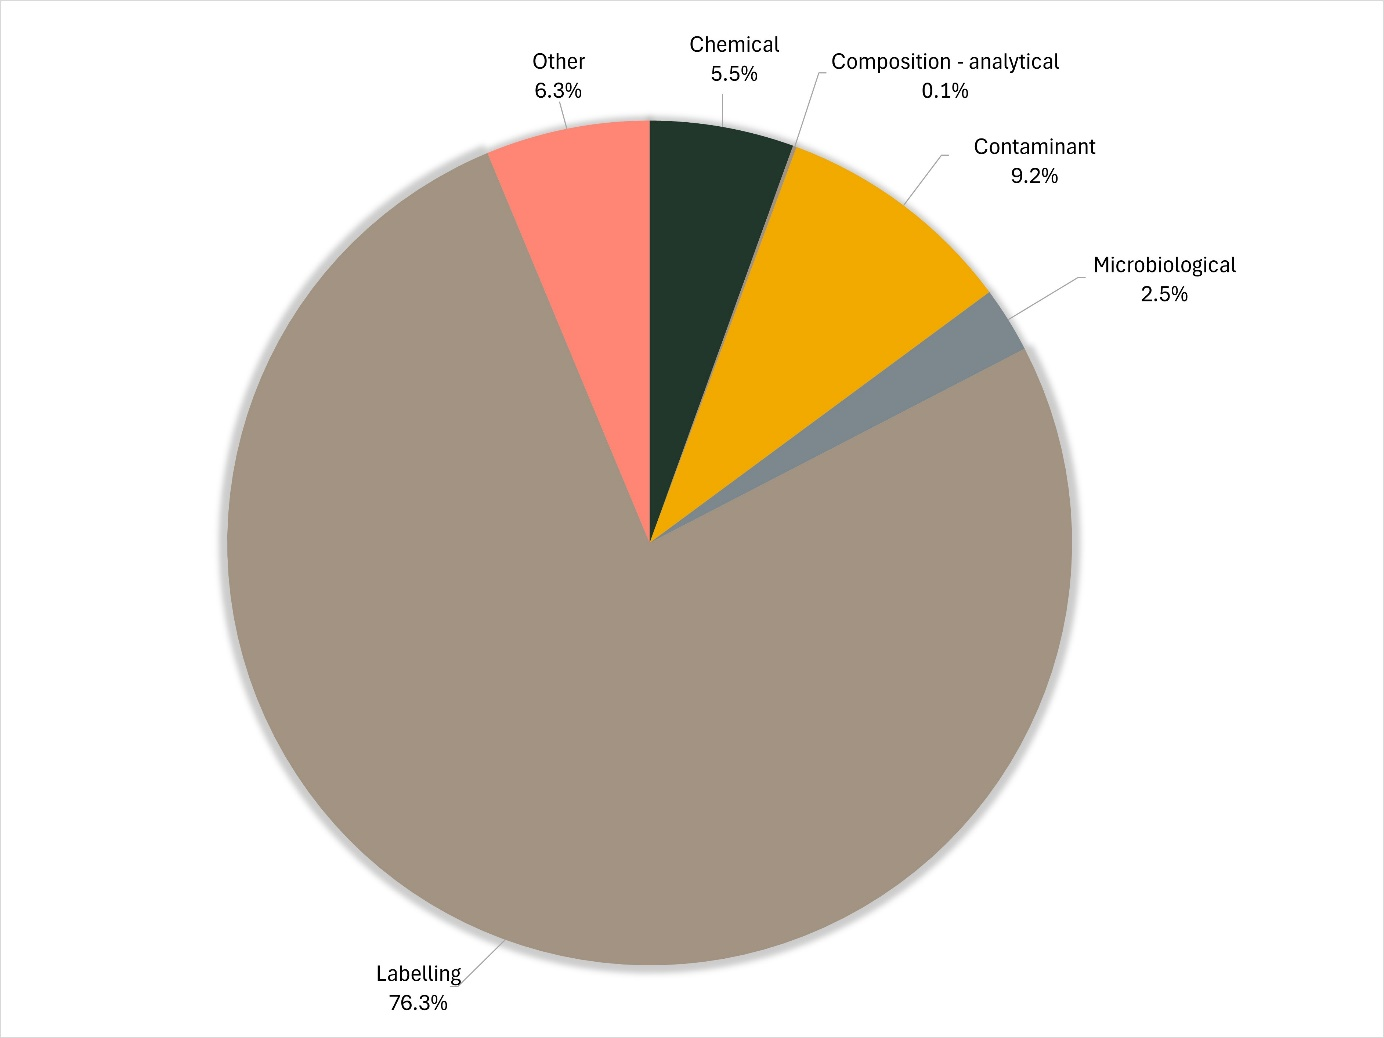 Chemical
5.5%
Composition - analytical
0.1%
Contaminant
9.2%
Microbiological
2.5%
Labelling
76.3%
Other
6.3%